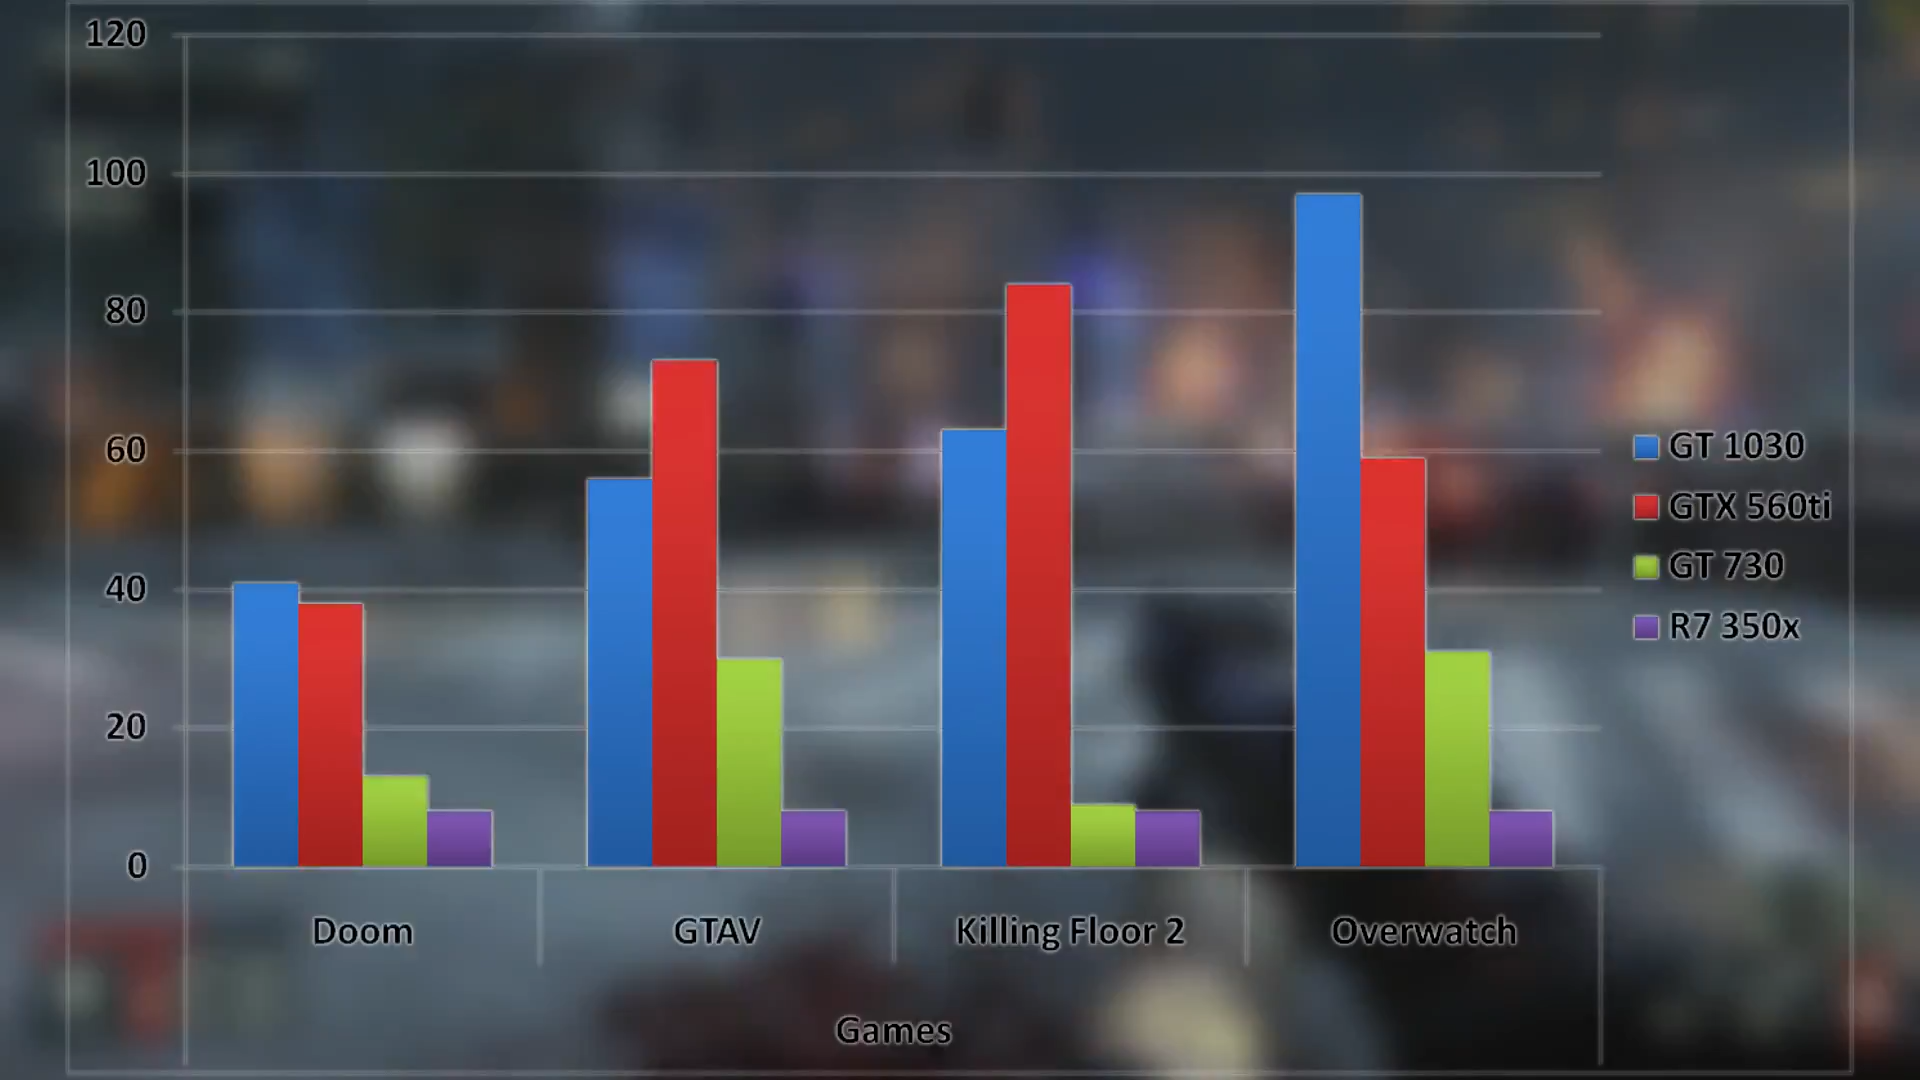 120
100
80
60
40
20
0
Doom
GTAV
Killing Floor 2
Overwatch
Games
GT 1030
GTX 560ti
GT 730
R7 350x